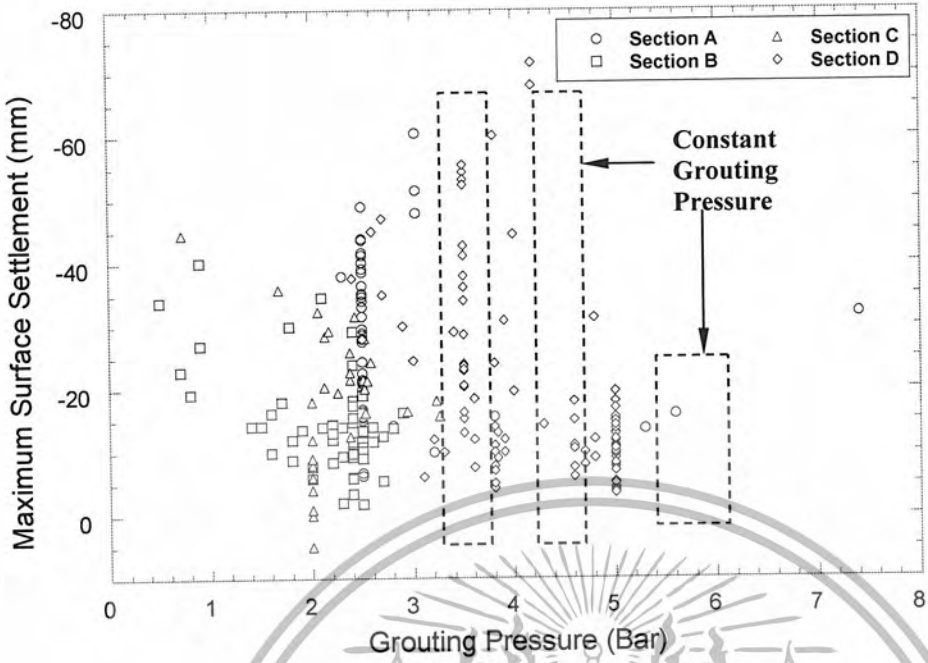 -80
-60
-40
-20
0
Maximum Surface Settlement (mm)
Section A
Section C
Section B
Section D
Constant
Grouting
Pressure
0 1 2 3 4 5 6 7 8
Grouting Pressure (Bar)